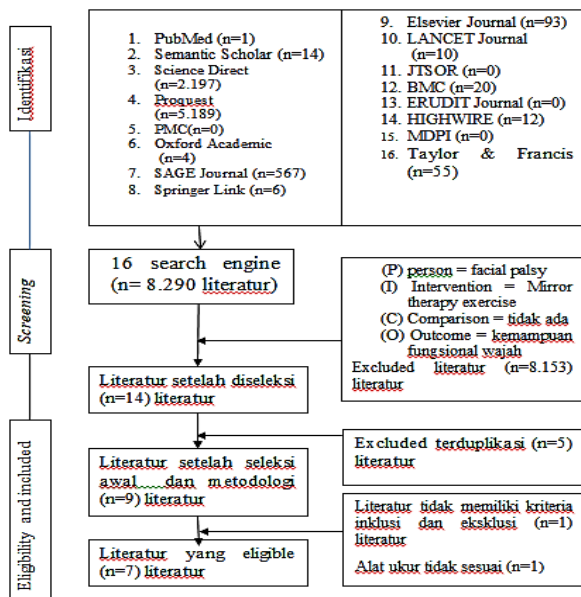 Identifikasi
1. PubMed (n=1)
2. Semantic Scholar (n=14)
3. Science Direct
(n=2.197)
4. Proquest
(n=5.189)
5. PMC(n=0)
6. Oxford Academic
(n=4)
7. SAGE Journal (n=567)
8. Springer Link (n=6)
9. Elsevier Journal (n=93)
10. LANCET Journal
(n=10)
11. JTSOR (n=0)
12. BMC (n=20)
13. ERUDIT Journal (n=0)
14. HIGHWIRE (n=12)
15. MDPI (n=0)
16. Taylor & Francis
(n=55)
Screening
16 search engine
(n= 8.290 literatur)
(P) person = facial palsy
(I) Intervention = Mirror
therapy exercise
(C) Comparison = tidak ada
(O) Outcome = kemampuan
fungsional wajah
Excluded literatur (n=8.153)
literatur
Literatur setelah diseleksi
(n=14) literatur
Eligibility and included
Excluded terduplikasi (n=5)
literatur
Literatur setelah seleksi
awal dan metodologi
(n=9) literatur
Literatur tidak memiliki kriteria
inklusi dan eksklusi (n=1)
literatur
Alat ukur tidak sesuai (n=1)
Literatur yang eligible
(n=7) literatur